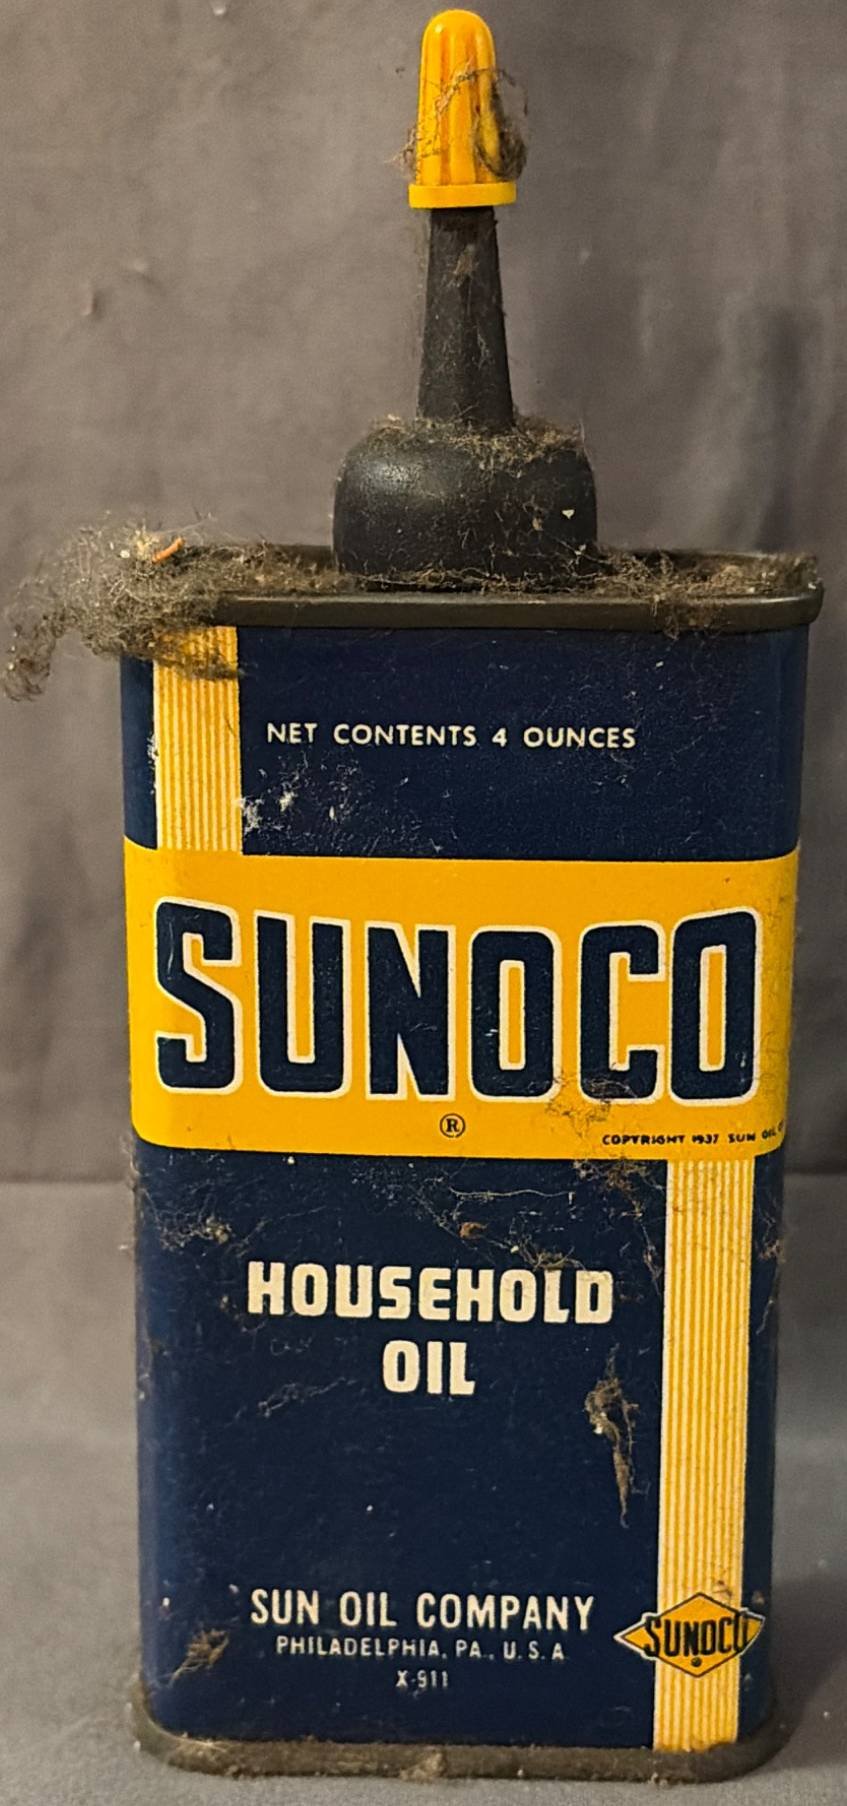 NET CONTENTS 4 OUNCES
SUNOCO
®
COPYRIGHT 1937 SUN OIL
HOUSEHOLD
OIL
SUN OIL COMPANY
PHILADELPHIA, PA., U.S.A
X-911
SUNOCO